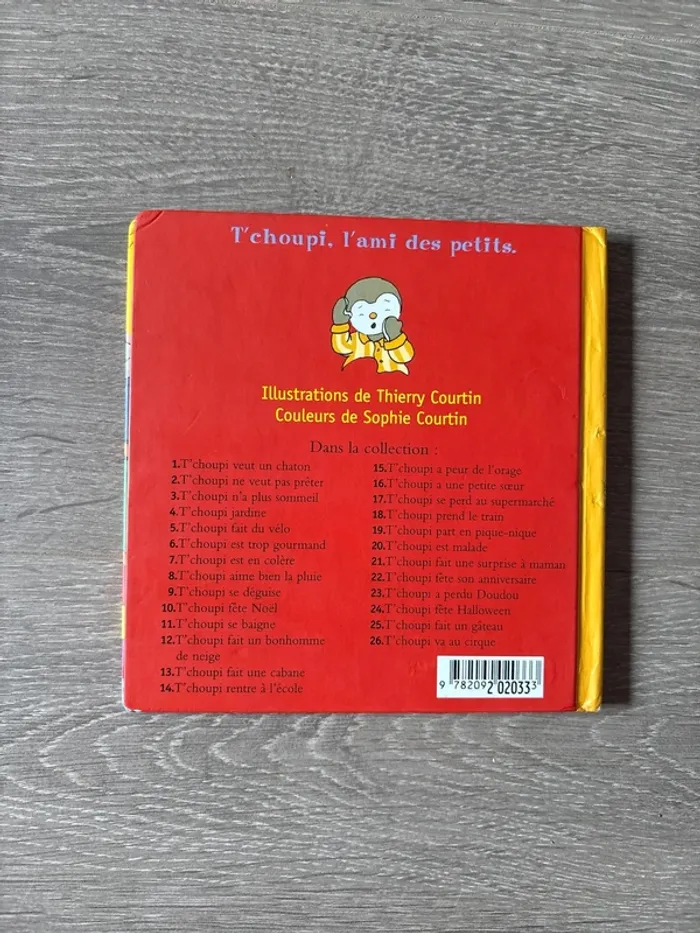 T'choupi, l'ami des petits.
Illustrations de Thierry Courtin
Couleurs de Sophie Courtin
Dans la collection :
1.T'choupi veut un chaton
2.T'choupi ne veut pas prêter
3.T'choupi n'a plus sommeil
4.T'choupi jardine
5.T'choupi fait du vélo
6.T'choupi est trop gourmand
7.T'choupi est en colère
8.T'choupi aime bien la pluie
9.T'choupi se déguise
10.T'choupi fête Noël
11.T'choupi se baigne
12.T'choupi fait un bonhomme
de neige
13.T'choupi fait une cabane
14.T'choupi rentre à l'école
15.T'choupi a peur de l'orage
16.T'choupi a une petite sœur
17.T'choupi se perd au supermarché
18.T'choupi prend le train
19.T'choupi part en pique-nique
20.T'choupi est malade
21.T'choupi fait une surprise à maman
22.T'choupi fête son anniversaire
23.T'choupi a perdu Doudou
24.T'choupi fête Halloween
25.T'choupi fait un gâteau
26.T'choupi va au cirque
9 782092 020333